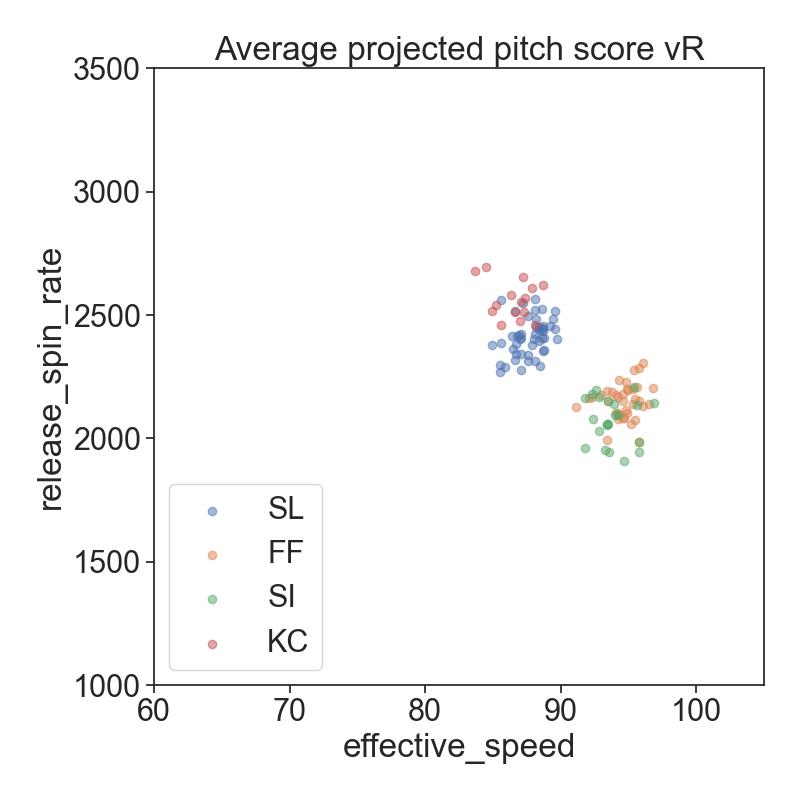 Average projected pitch score vR
3500
3000
2500
2000
1500
1000
release_spin_rate
SL
FF
SI
KC
60
70
80
90
100
effective_speed